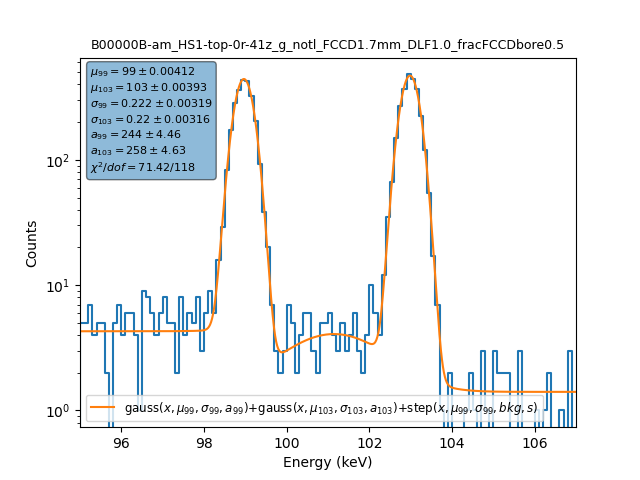 B00000B-am_HS1-top-0r-41z_g_notl_FCCD1.7mm_DLF1.0_fracFCCDbore0.5
μ₉₉ = 99 ± 0.00412
μ₁₀₃ = 103 ± 0.00393
σ₉₉ = 0.222 ± 0.00319
σ₁₀₃ = 0.22 ± 0.00316
a₉₉ = 244 ± 4.46
a₁₀₃ = 258 ± 4.63
χ²/dof = 71.42/118
10²
10¹
10⁰
Counts
gauss(x, μ₉₉, σ₉₉, a₉₉)+gauss(x, μ₁₀₃, σ₁₀₃, a₁₀₃)+step(x, μ₉₉, σ₉₉, bkg, s)
96 98 100 102 104 106
Energy (keV)